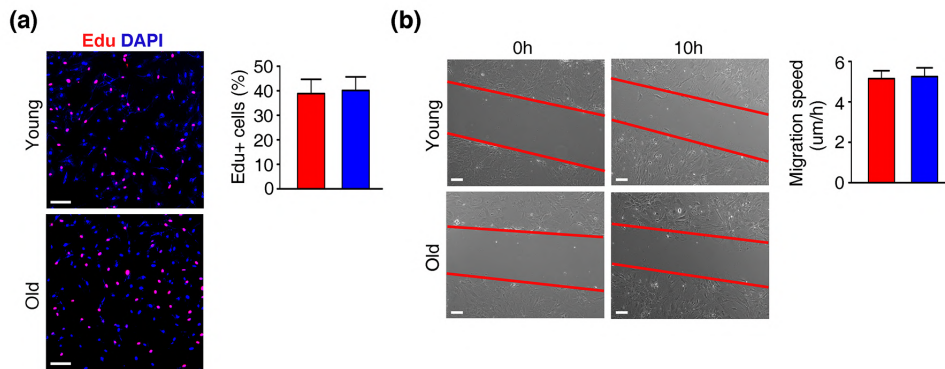 (a)
Edu DAPI
Young
Old
Edu+ cells (%)
50
40
30
20
10
0
(b)
0h
10h
Young
Old
Migration speed
(um/h)
6
4
2
0